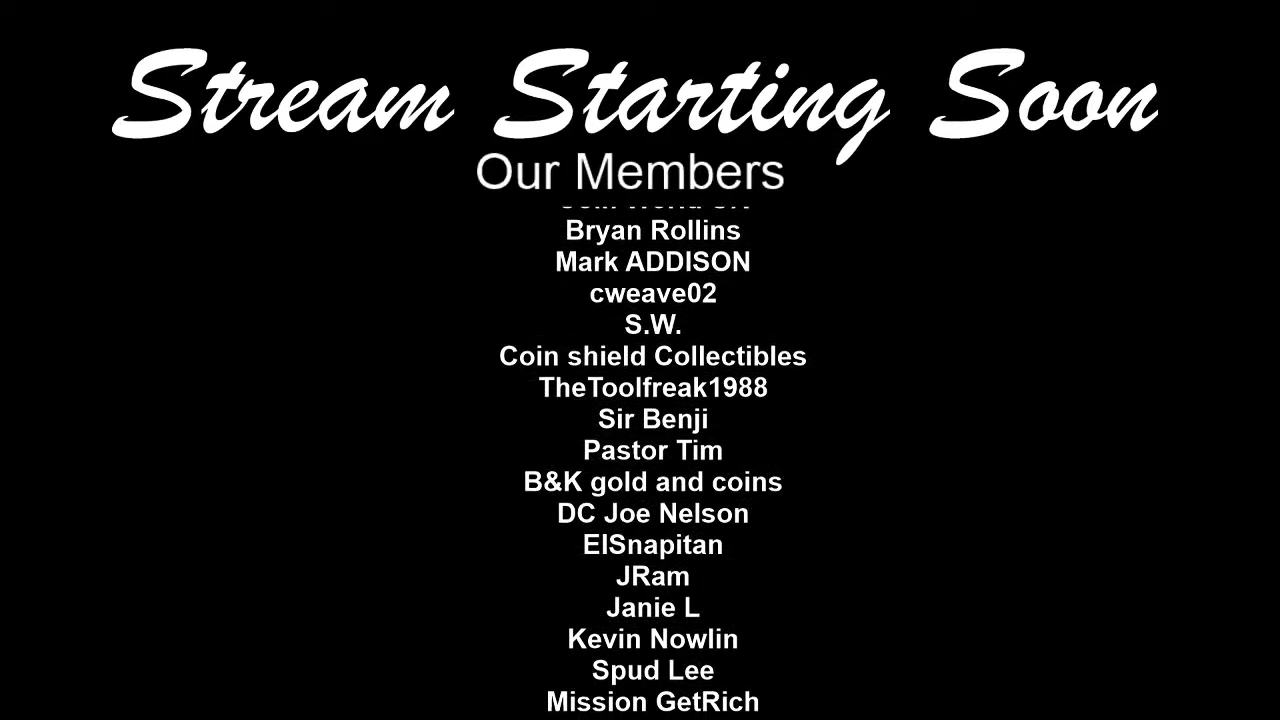 Stream Starting Soon
Our Members
Bryan Rollins
Mark ADDISON
cweave02
S.W.
Coin shield Collectibles
TheToolfreak1988
Sir Benji
Pastor Tim
B&K gold and coins
DC Joe Nelson
ElSnapitan
JRam
Janie L
Kevin Nowlin
Spud Lee
Mission GetRich